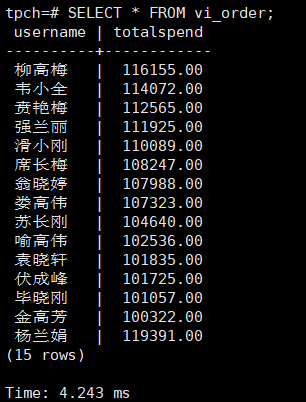 tpch=# SELECT * FROM vi_order;
 username | totalspend
----------+------------
 柳高梅   |  116155.00
 韦小全   |  114072.00
 贲艳梅   |  112565.00
 强兰丽   |  111925.00
 滑小刚   |  110089.00
 席长梅   |  108247.00
 翁晓婷   |  107988.00
 娄高伟   |  107323.00
 苏长刚   |  104640.00
 喻高伟   |  102536.00
 袁晓轩   |  101835.00
 伏成峰   |  101725.00
 毕晓刚   |  101057.00
 金高芳   |  100322.00
 杨兰娟   |  119391.00
(15 rows)

Time: 4.243 ms